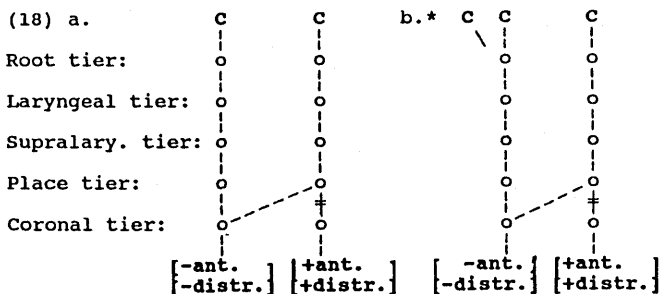 (18) a. C C b.* C C C
Root tier: o o o o
Laryngeal tier: o o o o
Supralary. tier: o o o o
Place tier: o o o o
Coronal tier: o o o o
[-ant. [+ant. [-ant. [+ant.
-distr.] +distr.] -distr.] +distr.]